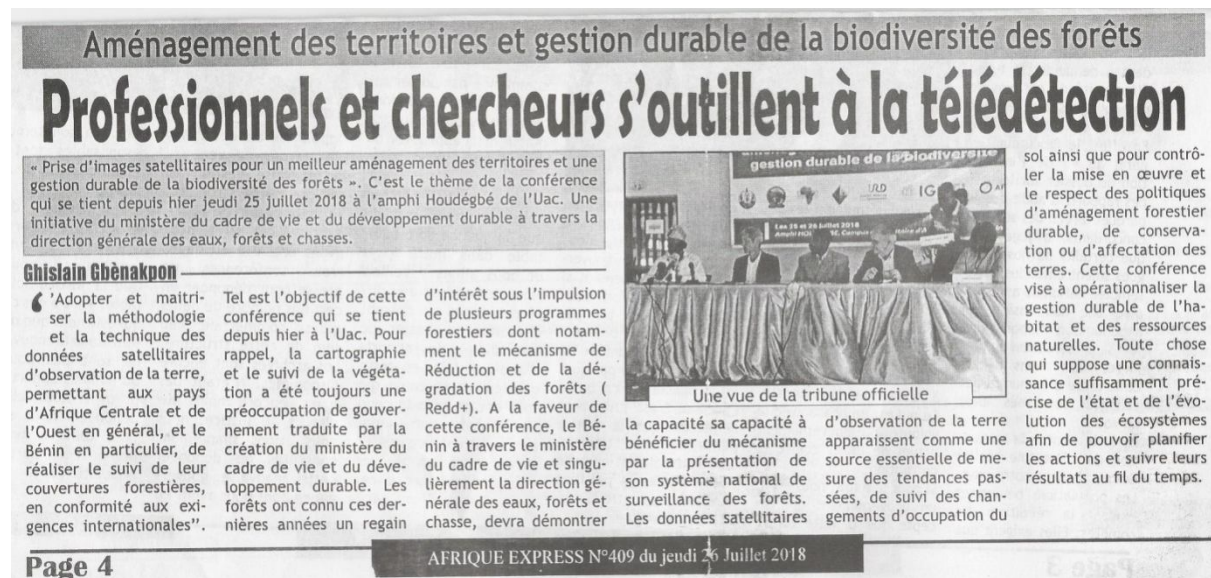 Aménagement des territoires et gestion durable de la biodiversité des forêts
Professionnels et chercheurs s'outillent à la télédétection
« Prise d'images satellitaires pour un meilleur aménagement des territoires et une
gestion durable de la biodiversité des forêts ». C'est le thème de la conférence
qui se tient depuis hier jeudi 25 juillet 2018 à l'amphi Houdégbé de l'Uac. Une
initiative du ministère du cadre de vie et du développement durable à travers la
direction générale des eaux, forêts et chasses.
Ghislain Gbènakpon
‘'Adopter et maitri-
ser la méthodologie
et la technique des
données satellitaires
d'observation de la terre,
permettant aux pays
d'Afrique Centrale et de
l'Ouest en général, et le
Bénin en particulier, de
réaliser le suivi de leur
couvertures forestières,
en conformité aux exi-
gences internationales''.
Tel est l'objectif de cette
conférence qui se tient
depuis hier à l'Uac. Pour
rappel, la cartographie
et le suivi de la végéta-
tion a été toujours une
préoccupation de gouver-
nement traduite par la
création du ministère du
cadre de vie et du déve-
loppement durable. Les
forêts ont connu ces der-
nières années un regain
d'intérêt sous l'impulsion
de plusieurs programmes
forestiers dont notam-
ment le mécanisme de
Réduction et de la dé-
gradation des forêts (
Redd+). A la faveur de
cette conférence, le Bé-
nin à travers le ministère
du cadre de vie et singu-
lièrement la direction gé-
nérale des eaux, forêts et
chasse, devra démontrer
gestion durable de la biodiversité
IRD
IG
Les 25 et 26 juillet 2018
Une vue de la tribune officielle
la capacité sa capacité à
bénéficier du mécanisme
par la présentation de
son système national de
surveillance des forêts.
Les données satellitaires
d'observation de la terre
apparaissent comme une
source essentielle de me-
sure des tendances pas-
sées, de suivi des chan-
gements d'occupation du
sol ainsi que pour contrô-
ler la mise en œuvre et
le respect des politiques
d'aménagement forestier
durable, de conserva-
tion ou d'affectation des
terres. Cette conférence
vise à opérationnaliser la
gestion durable de l'ha-
bitat et des ressources
naturelles. Toute chose
qui suppose une connais-
sance suffisamment pré-
cise de l'état et de l'évo-
lution des écosystèmes
afin de pouvoir planifier
les actions et suivre leurs
résultats au fil du temps.
Page 4
AFRIQUE EXPRESS N°409 du jeudi 26 Juillet 2018